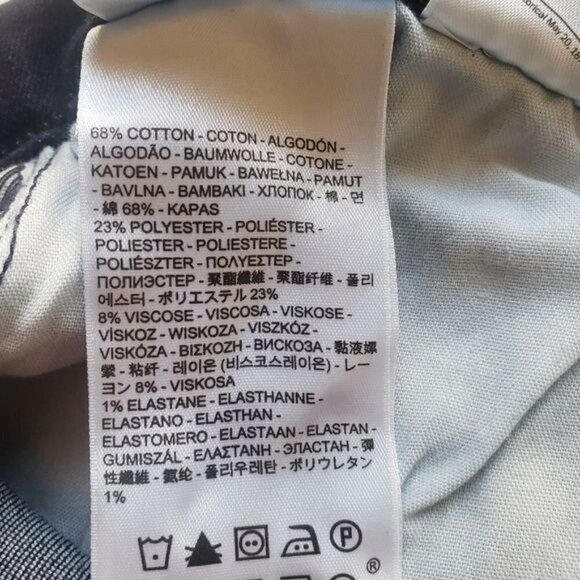 orical May 20, 187
68% COTTON - COTON - ALGODÓN -
ALGODÃO - BAUMWOLLE - COTONE -
KATOEN - PAMUK - BAWEŁNA - PAMUT
- BAVLNA - BAMBAKI - ХЛОПОК - 棉 - 면
- 綿 68% - KAPAS
23% POLYESTER - POLIÉSTER -
POLIESTER - POLIESTERE -
POLIÉSZTER - ΠΟΛΥΕΣΤΕΡ -
ПОЛИЭСТЕР - 聚酯纖維 - 聚酯纤维 - 폴리
에스터 - ポリエステル 23%
8% VISCOSE - VISCOSA - VISKOSE -
VİSKOZ - WISKOZA - VISZKÓZ -
VISKÓZA - ΒΙΣΚΟΖΗ - ВИСКОЗА - 黏液嫘
縈 - 粘纤 - 레이온 (비스코스레이온) - レー
ヨン 8% - VISKOSA
1% ELASTANE - ÉLASTHANNE -
ELASTANO - ELASTHAN -
ELASTOMERO - ELASTAAN - ELASTAN -
GUMISZÁL - ΕΛΑΣΤΑΝΗ - ЭЛАСТАН - 彈
性纖維 - 氨纶 - 폴리우레탄 - ポリウレタン
1%
P
®